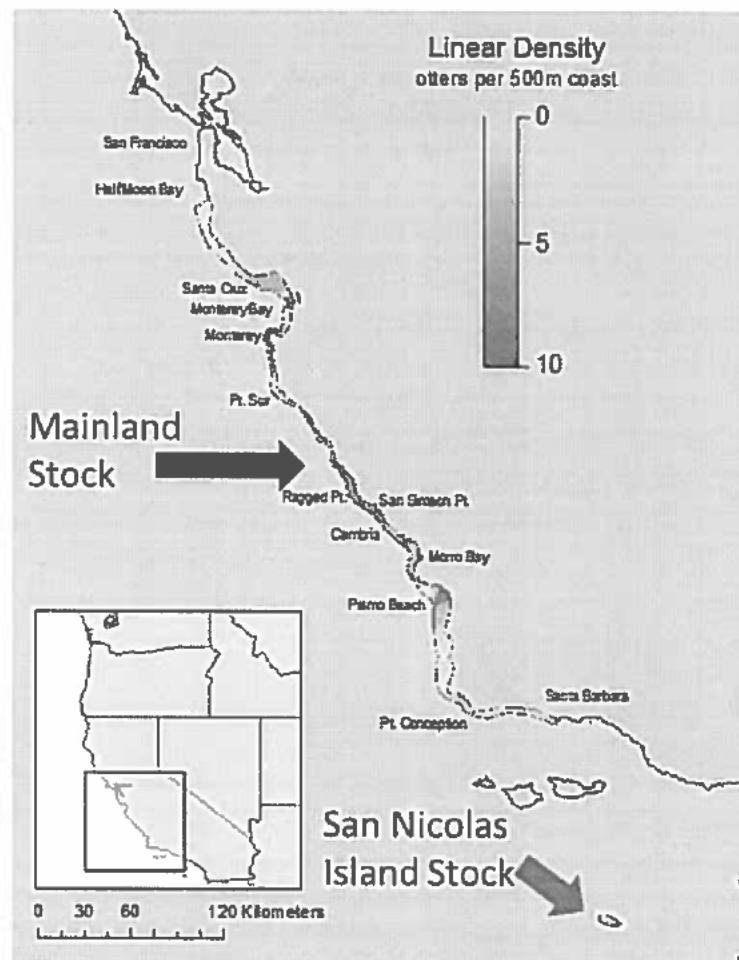 Linear Density
otters per 500m coast
0
5
10
San Francisco
Half Moon Bay
Santa Cruz
Monterey Bay
Monterey
Pt. Sur
Mainland
Stock
Ragged Pt.
San Simeon Pt.
Cambria
Morro Bay
Pismo Beach
Santa Barbara
Pt. Conception
San Nicolas
Island Stock
0 30 60 120 Kilometers